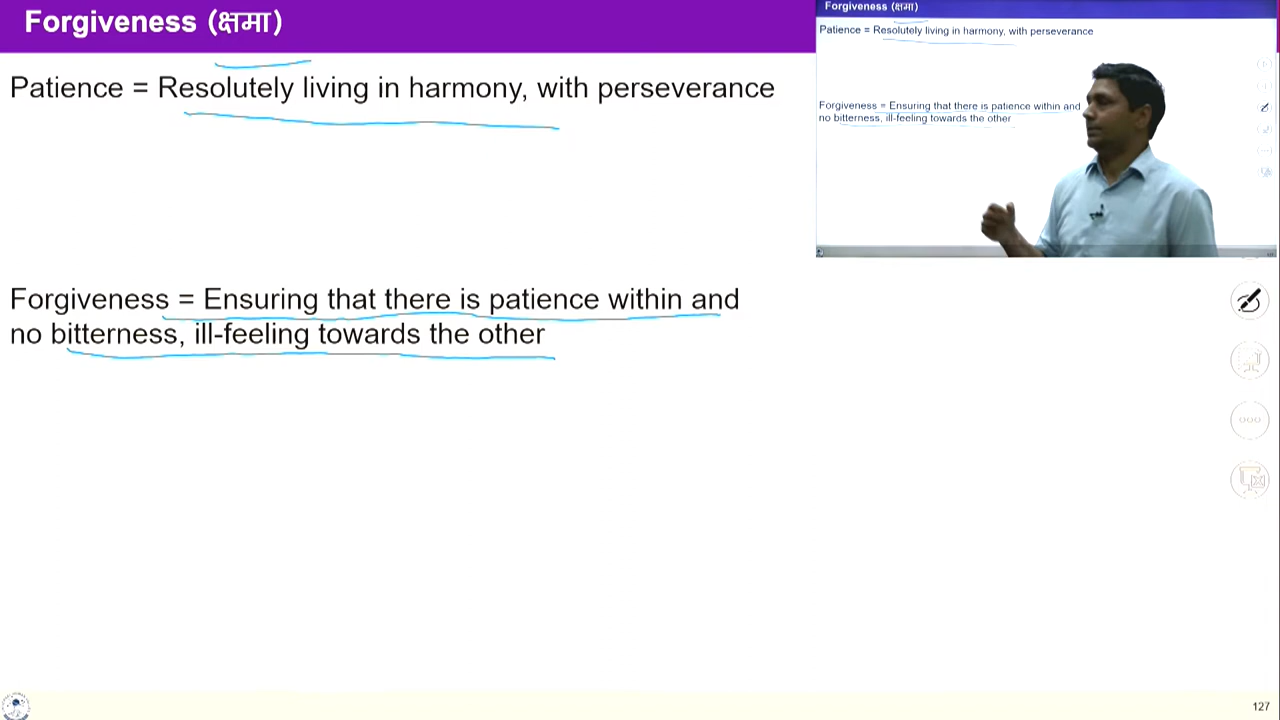 Forgiveness (क्षमा)
Patience = Resolutely living in harmony, with perseverance
Forgiveness = Ensuring that there is patience within and
no bitterness, ill-feeling towards the other
Forgiveness (क्षमा)
Patience = Resolutely living in harmony, with perseverance
Forgiveness = Ensuring that there is patience within and
no bitterness, ill-feeling towards the other
127